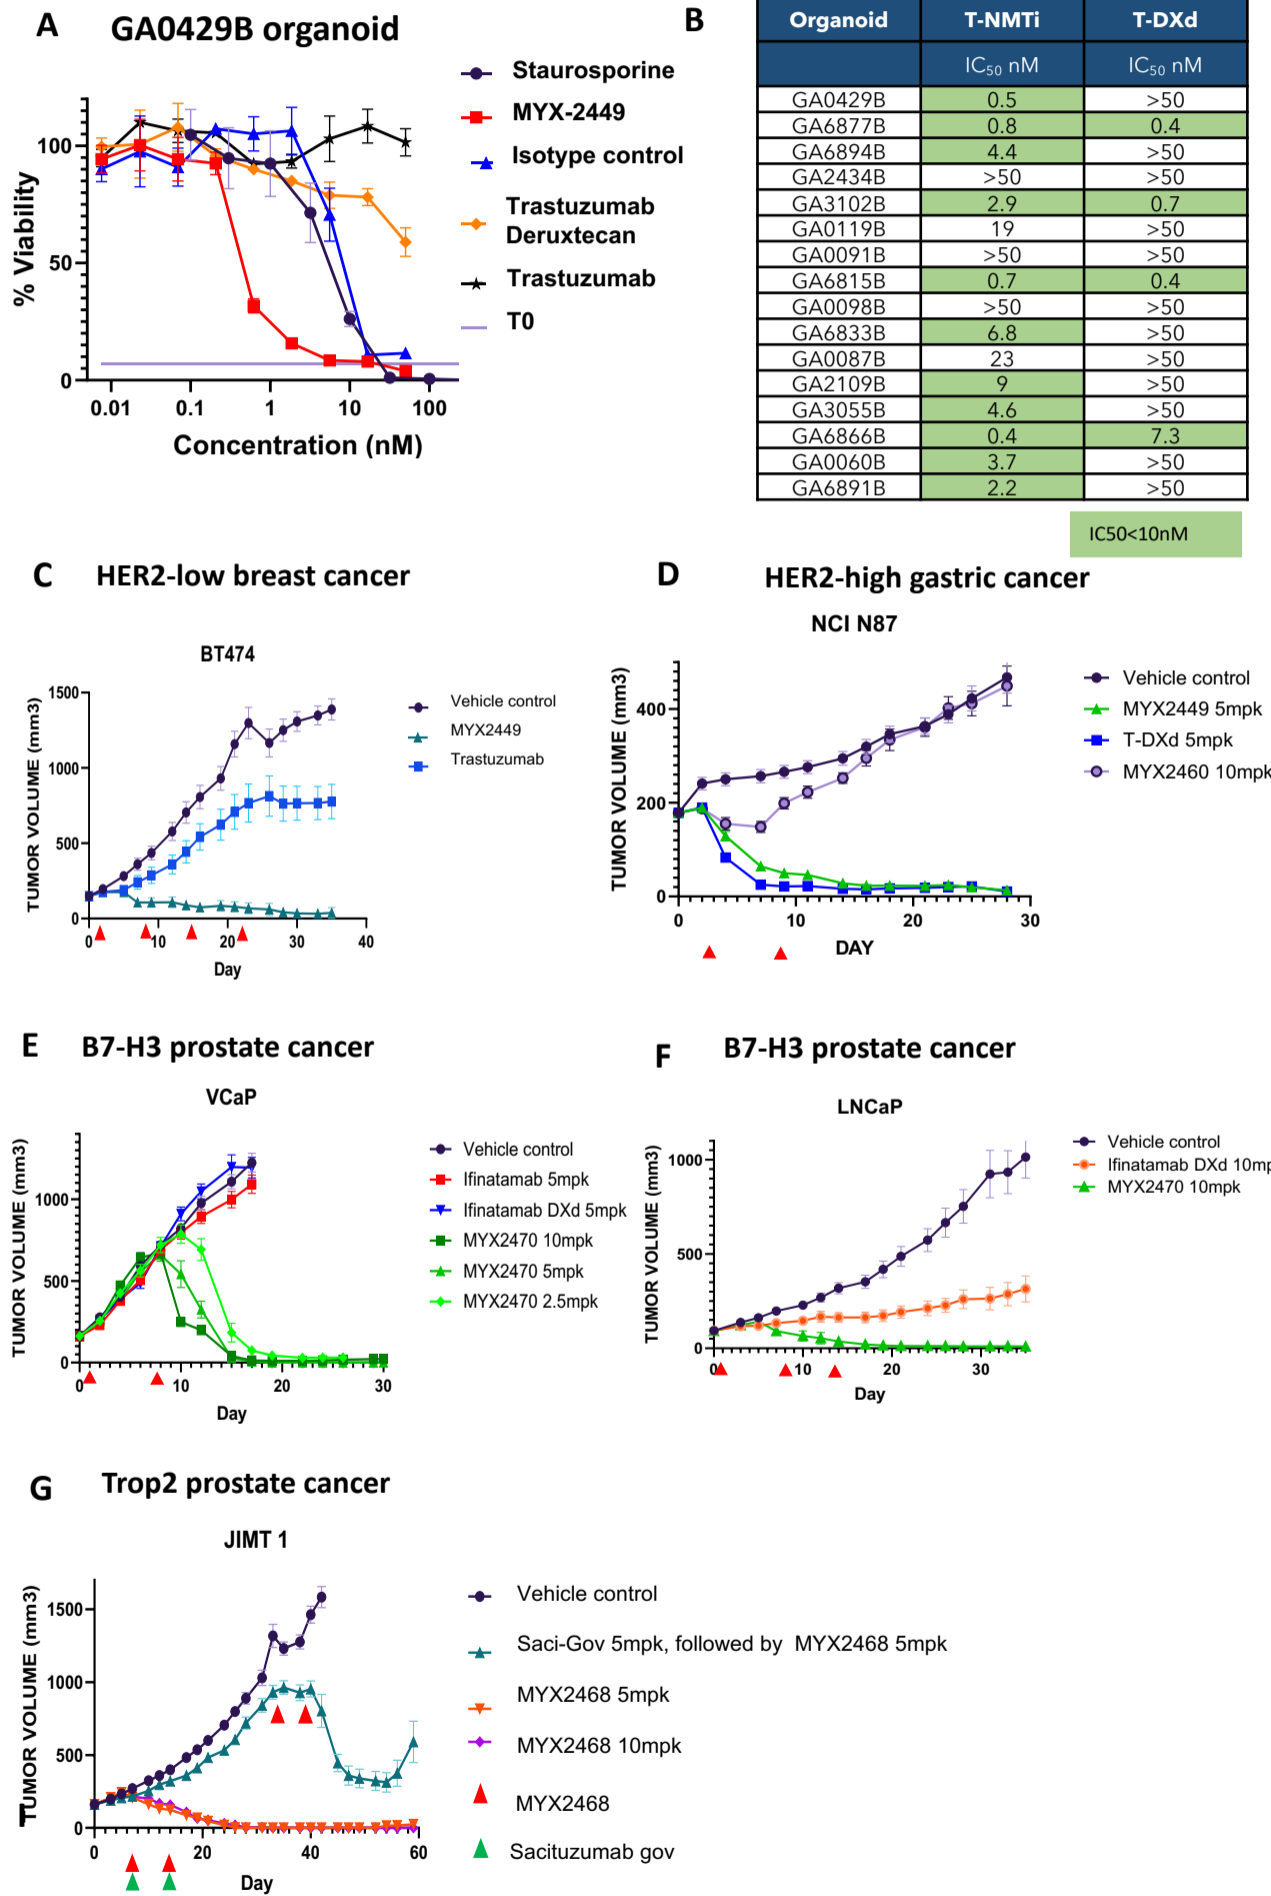 A
GA0429B organoid
% Viability
100
50
0
0.01
0.1
1
10
100
Concentration (nM)
Staurosporine
MYX-2449
Isotype control
Trastuzumab
Deruxtecan
Trastuzumab
T0
B
Organoid T-NMTi T-DXd
IC50 nM IC50 nM
GA0429B 0.5 >50
GA6877B 0.8 0.4
GA6894B 4.4 >50
GA2434B >50 >50
GA3102B 2.9 0.7
GA0119B 19 >50
GA0091B >50 >50
GA6815B 0.7 0.4
GA0098B >50 >50
GA6833B 6.8 >50
GA0087B 23 >50
GA2109B 9 >50
GA3055B 4.6 >50
GA6866B 0.4 7.3
GA0060B 3.7 >50
GA6891B 2.2 >50
IC50<10nM
C
HER2-low breast cancer
BT474
TUMOR VOLUME (mm3)
1500
1000
500
0
0 10 20 30 40
Day
Vehicle control
MYX2449
Trastuzumab
D
HER2-high gastric cancer
NCI N87
TUMOR VOLUME (mm3)
400
200
0
0 10 20 30
DAY
Vehicle control
MYX2449 5mpk
T-DXd 5mpk
MYX2460 10mpk
E
B7-H3 prostate cancer
VCaP
TUMOR VOLUME (mm3)
1000
500
0
0 10 20 30
Day
Vehicle control
Ifinatamab 5mpk
Ifinatamab DXd 5mpk
MYX2470 10mpk
MYX2470 5mpk
MYX2470 2.5mpk
F
B7-H3 prostate cancer
LNCaP
TUMOR VOLUME (mm3)
1000
500
0
0 10 20 30
Day
Vehicle control
Ifinatamab DXd 10mp
MYX2470 10mpk
G
Trop2 prostate cancer
JIMT 1
TUMOR VOLUME (mm3)
1500
1000
500
0
0 20 40 60
Day
Vehicle control
Saci-Gov 5mpk, followed by MYX2468 5mpk
MYX2468 5mpk
MYX2468 10mpk
MYX2468
Sacituzumab gov